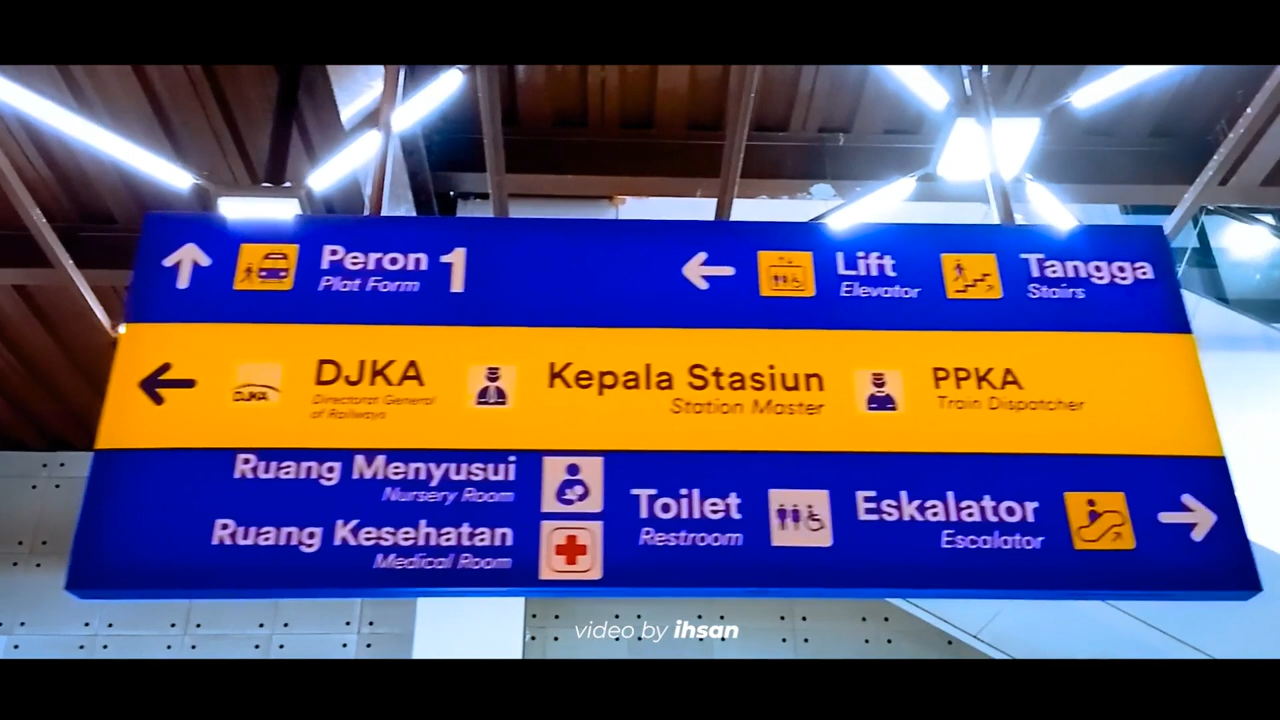 Peron 1
Plat Form
Lift
Elevator
Tangga
Stairs
DJKA
DJKA
Directorat General
of Railways
Kepala Stasiun
Station Master
PPKA
Train Dispatcher
Ruang Menyusui
Nursery Room
Ruang Kesehatan
Medical Room
Toilet
Restroom
Eskalator
Escalator
video by ihsan